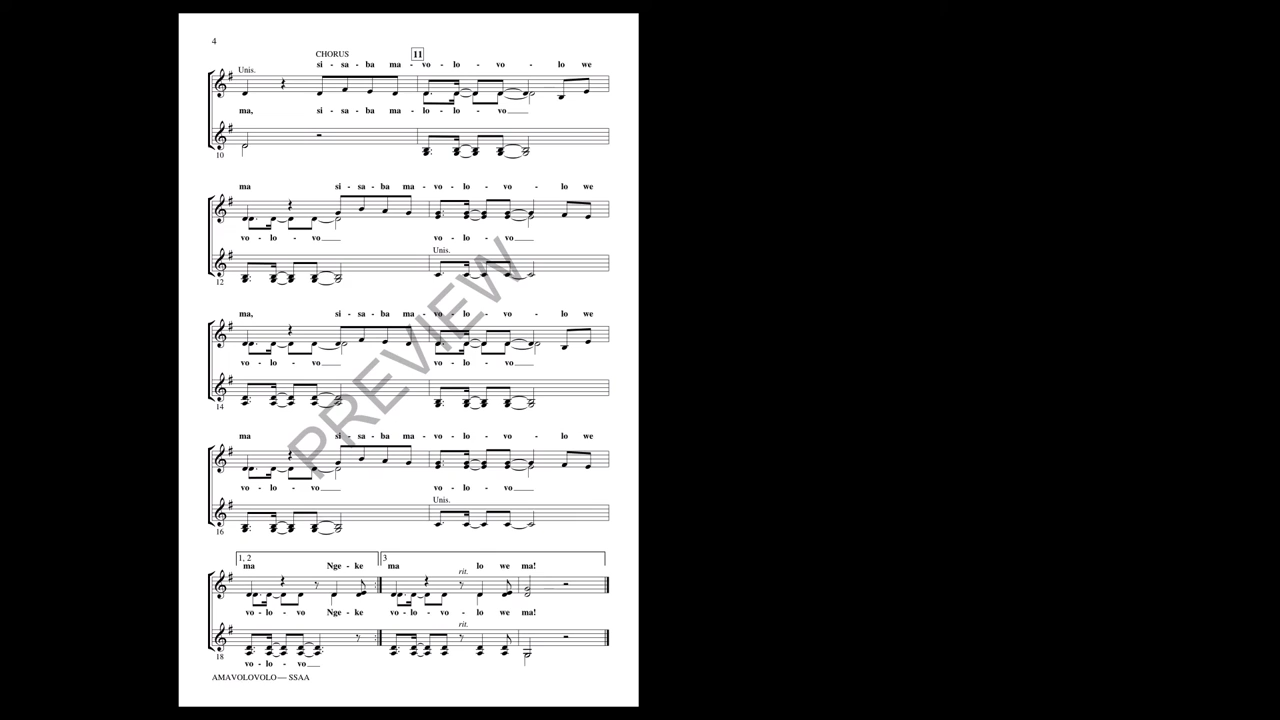 4
CHORUS 11
si - sa - ba ma - vo - lo - vo - lo we
Unis.
ma, si - sa - ba ma - lo - lo - vo
10
ma si - sa - ba ma - vo - lo - vo - lo we
vo - lo - vo vo - lo - vo
Unis.
12
ma, si - sa - ba ma - vo - lo - vo - lo we
vo - lo - vo vo - lo - vo
14
ma si - sa - ba ma - vo - lo - vo - lo we
vo - lo - vo vo - lo - vo
Unis.
16
1, 2 3
ma Nge - ke ma lo we ma!
rit.
vo - lo - vo Nge - ke vo - lo - vo - lo we ma!
rit.
18
vo - lo - vo
AMAVOLOVOLO — SSAA
PREVIEW